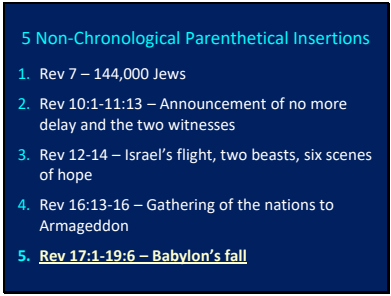 5 Non-Chronological Parenthetical Insertions
1. Rev 7 – 144,000 Jews
2. Rev 10:1-11:13 – Announcement of no more
delay and the two witnesses
3. Rev 12-14 – Israel's flight, two beasts, six scenes
of hope
4. Rev 16:13-16 – Gathering of the nations to
Armageddon
5. Rev 17:1-19:6 – Babylon's fall